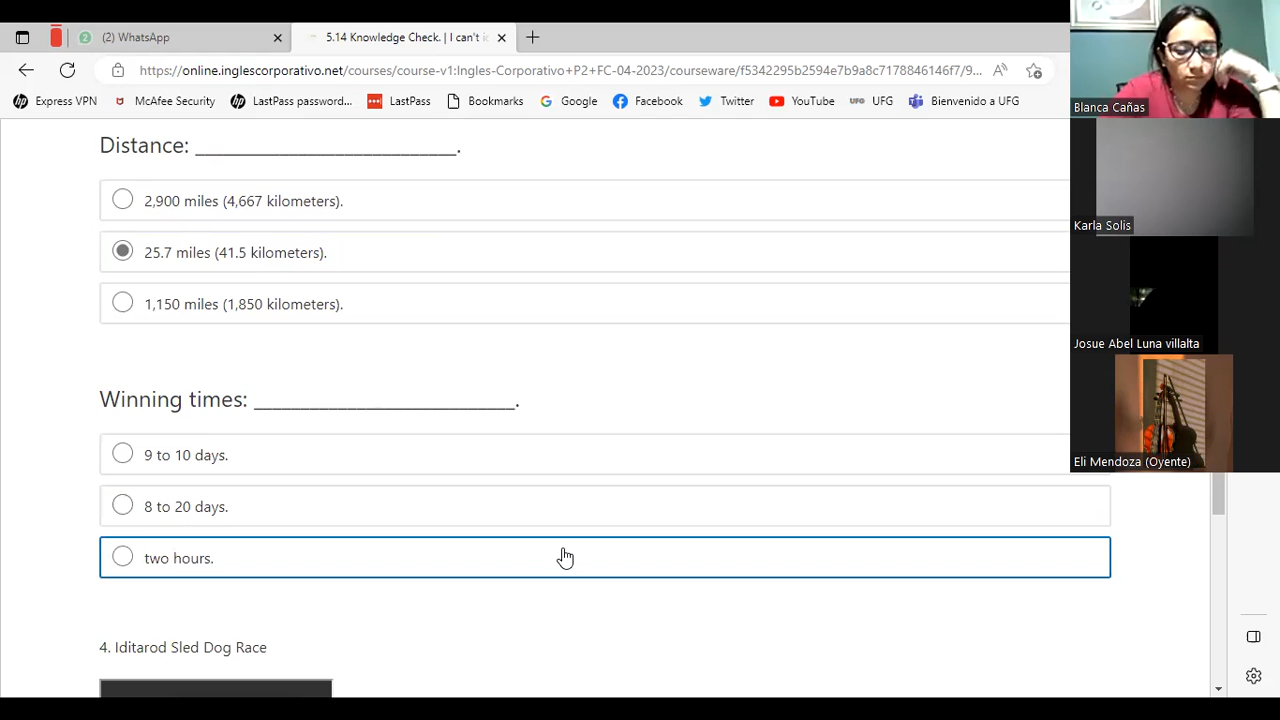 (2) WhatsApp
5.14 Knowledge Check. | I can't i
https://online.inglescorporativo.net/courses/course-v1:Ingles-Corporativo+P2+FC-04-2023/courseware/f5342295b2594e7b9a8c7178846146f7/9...
Express VPN McAfee Security LastPass password... LastPass Bookmarks Google Facebook Twitter YouTube UFG UFG Bienvenido a UFG
Blanca Cañas
Distance: ____________________________.
2,900 miles (4,667 kilometers).
Karla Solis
25.7 miles (41.5 kilometers).
1,150 miles (1,850 kilometers).
Josue Abel Luna villalta
Winning times: ____________________________.
9 to 10 days.
Eli Mendoza (Oyente)
8 to 20 days.
two hours.
4. Iditarod Sled Dog Race